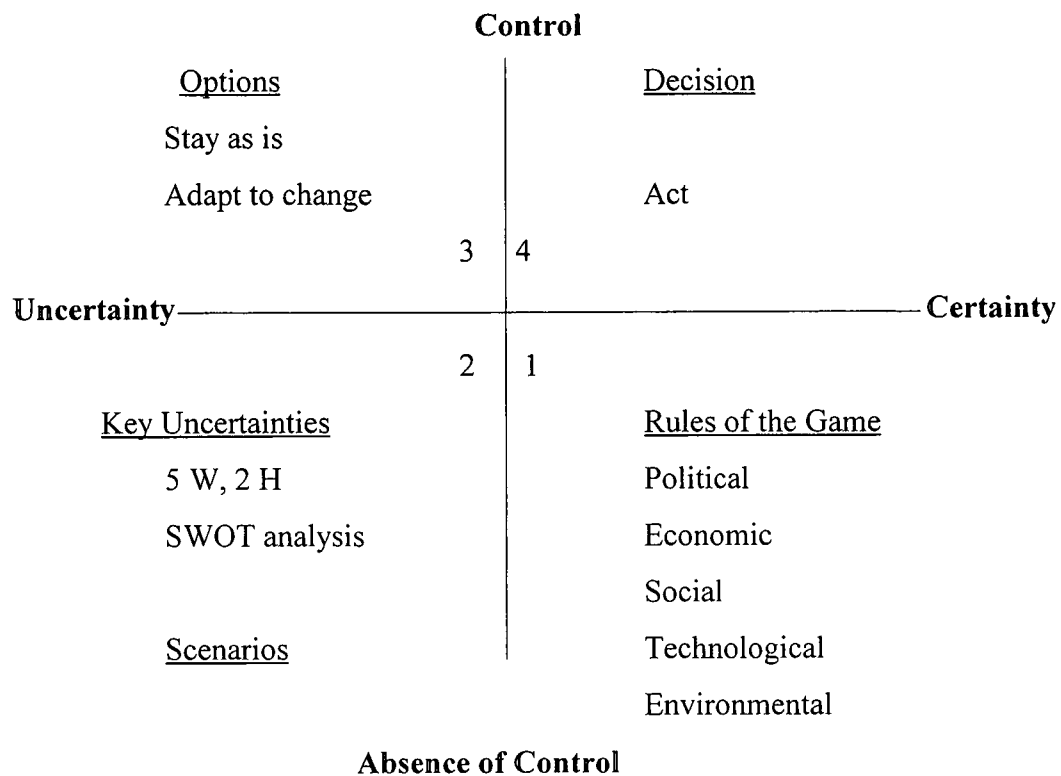 Control
Options
Stay as is
Adapt to change
3
Decision
Act
4
Uncertainty
Certainty
2
Key Uncertainties
5 W, 2 H
SWOT analysis
Scenarios
1
Rules of the Game
Political
Economic
Social
Technological
Environmental
Absence of Control